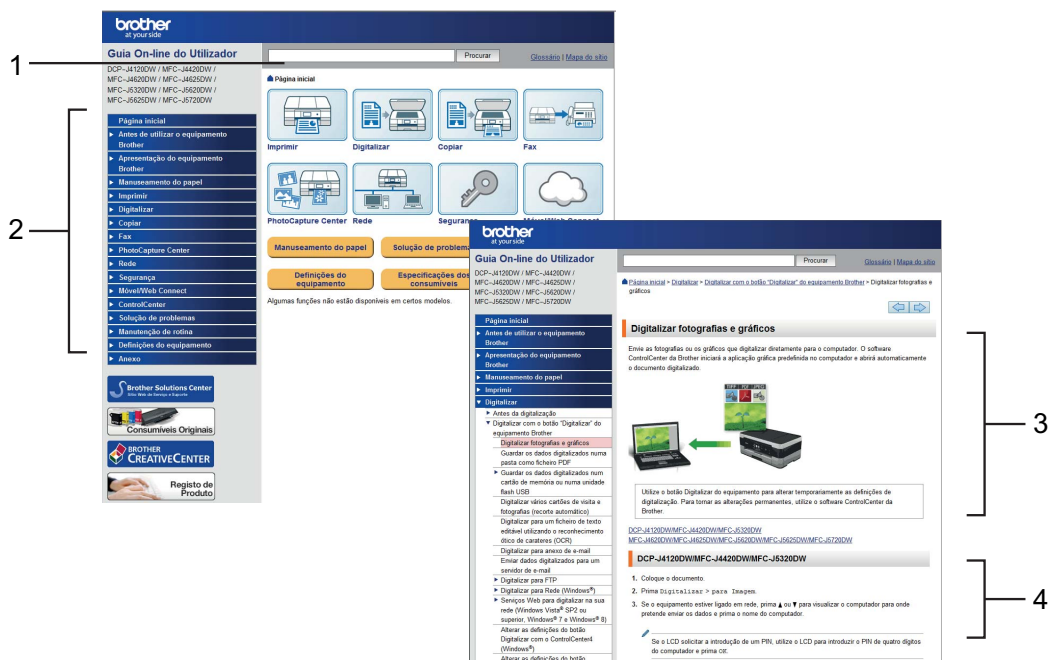 brother
at your side
Guia On-line do Utilizador
DCP-J4120DW / MFC-J4420DW /
MFC-J4620DW / MFC-J4625DW /
MFC-J5320DW / MFC-J5620DW /
MFC-J5625DW / MFC-J5720DW
Procurar
Glossário | Mapa do sítio
1
2
Página inicial
Antes de utilizar o equipamento
Brother
Apresentação do equipamento
Brother
Manuseamento do papel
Imprimir
Digitalizar
Copiar
Fax
PhotoCapture Center
Rede
Segurança
Móvel/Web Connect
ControlCenter
Solução de problemas
Manutenção de rotina
Definições do equipamento
Anexo
Brother Solutions Center
Sítio Web de Serviço e Suporte
Consumíveis Originais
BROTHER
CREATIVECENTER
Registo de
Produto
Página inicial
Imprimir
Digitalizar
Copiar
Fax
PhotoCapture Center
Rede
Segurança
Móvel/Web Connect
Manuseamento do papel
Solução de problema
Definições do
equipamento
Especificações dos
consumíveis
Algumas funções não estão disponíveis em certos modelos.
brother
at your side
Guia On-line do Utilizador
DCP-J4120DW / MFC-J4420DW /
MFC-J4620DW / MFC-J4625DW /
MFC-J5320DW / MFC-J5620DW /
MFC-J5625DW / MFC-J5720DW
Procurar
Glossário | Mapa do sítio
Página inicial
Antes de utilizar o equipamento
Brother
Apresentação do equipamento
Brother
Manuseamento do papel
Imprimir
Digitalizar
Antes da digitalização
Digitalizar com o botão "Digitalizar" do
equipamento Brother
Digitalizar fotografias e gráficos
Guardar os dados digitalizados numa
pasta como ficheiro PDF
Guardar os dados digitalizados num
cartão de memória ou numa unidade
flash USB
Digitalizar vários cartões de visita e
fotografias (recorte automático)
Digitalizar para um ficheiro de texto
editável utilizando o reconhecimento
ótico de carateres (OCR)
Digitalizar para anexo de e-mail
Enviar dados digitalizados para um
servidor de e-mail
Digitalizar para FTP
Digitalizar para Rede (Windows®)
Serviços Web para digitalizar na sua
rede (Windows Vista® SP2 ou
superior, Windows® 7 e Windows® 8)
Alterar as definições do botão
Digitalizar com o ControlCenter4
(Windows®)
Alterar as definições do botão
Página inicial > Digitalizar > Digitalizar com o botão "Digitalizar" do equipamento Brother > Digitalizar fotografias e
gráficos
Digitalizar fotografias e gráficos
Envie as fotografias ou os gráficos que digitalizar diretamente para o computador. O software
ControlCenter da Brother iniciará a aplicação gráfica predefinida no computador e abrirá automaticamente
o documento digitalizado.
TIFF PDF JPEG
3
Utilize o botão Digitalizar do equipamento para alterar temporariamente as definições de
digitalização. Para tornar as alterações permanentes, utilize o software ControlCenter da
Brother.
DCP-J4120DW/MFC-J4420DW/MFC-J5320DW
MFC-J4620DW/MFC-J4625DW/MFC-J5620DW/MFC-J5625DW/MFC-J5720DW
DCP-J4120DW/MFC-J4420DW/MFC-J5320DW
1. Coloque o documento.
2. Prima Digitalizar > para Imagem.
3. Se o equipamento estiver ligado em rede, prima ▲ ou ▼ para visualizar o computador para onde
pretende enviar os dados e prima o nome do computador.
4
Se o LCD solicitar a introdução de um PIN, utilize o LCD para introduzir o PIN de quatro dígitos
do computador e prima OK.